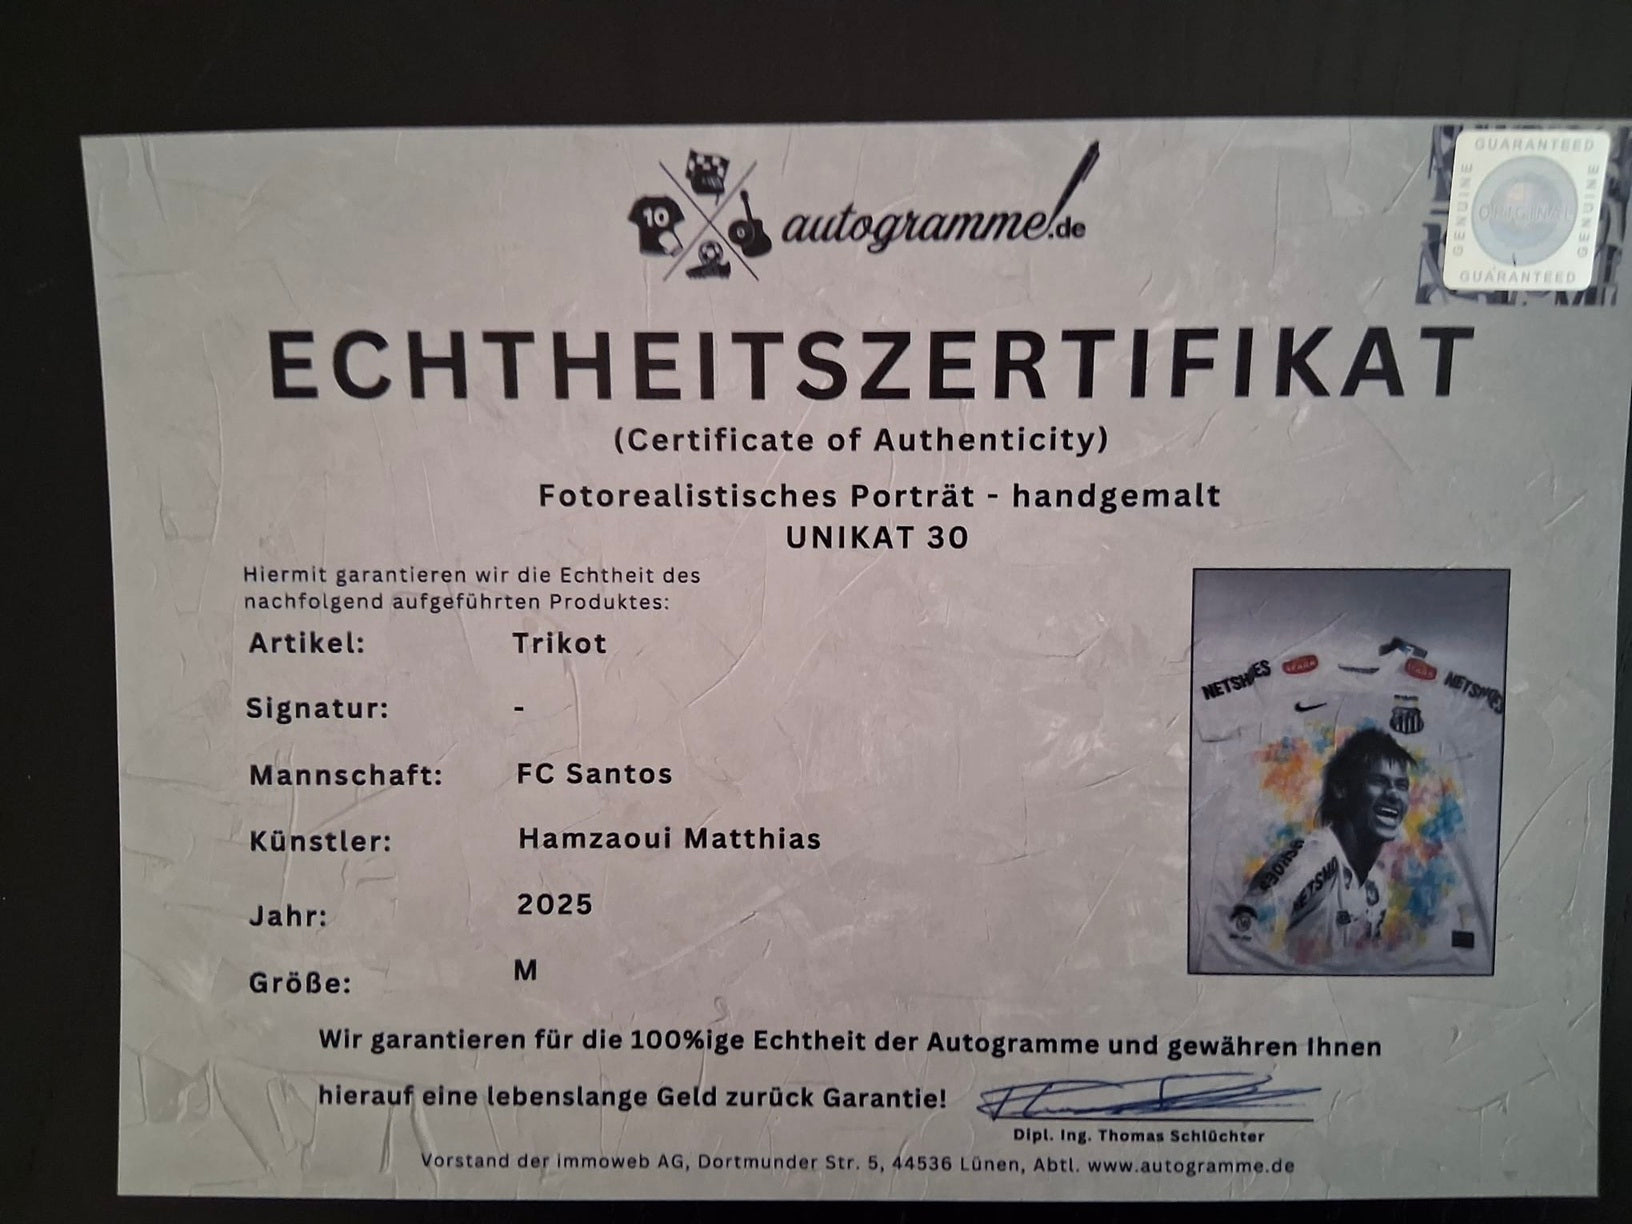 10
autogramme.de
GUARANTEED
GENUINE
ORIGINAL
GENUINE
GUARANTEED
ECHTHEITSZERTIFIKAT
(Certificate of Authenticity)
Fotorealistisches Porträt - handgemalt
UNIKAT 30
Hiermit garantieren wir die Echtheit des
nachfolgend aufgeführten Produktes:
Artikel: Trikot
Signatur: -
Mannschaft: FC Santos
Künstler: Hamzaoui Matthias
Jahr: 2025
Größe: M
NETSHOES
Wir garantieren für die 100%ige Echtheit der Autogramme und gewähren Ihnen
hierauf eine lebenslange Geld zurück Garantie!
Dipl. Ing. Thomas Schlüchter
Vorstand der immoweb AG, Dortmunder Str. 5, 44536 Lünen, Abtl. www.autogramme.de